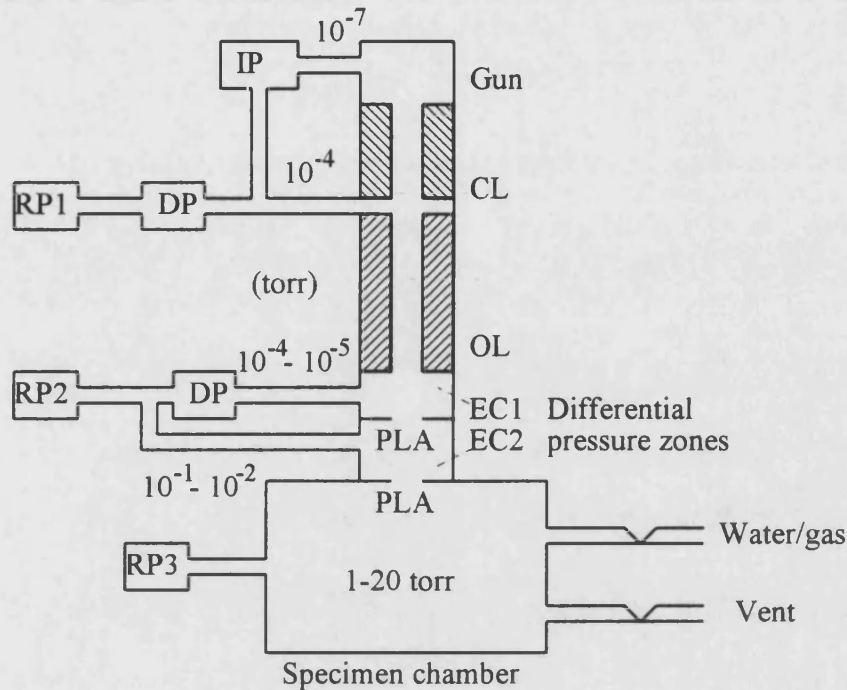 10⁻⁷
IP
Gun
10⁻⁴
CL
RP1
DP
(torr)
OL
10⁻⁴- 10⁻⁵
RP2
DP
EC1 Differential
PLA
EC2 pressure zones
10⁻¹- 10⁻²
PLA
Water/gas
RP3
1-20 torr
Vent
Specimen chamber